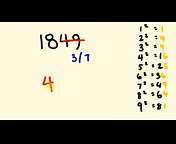 1849
3/7
4
1² = 1
2² = 4
3² = 9
4² = 16
5² = 25
6² = 36
7² = 49
8² = 64
9² = 81